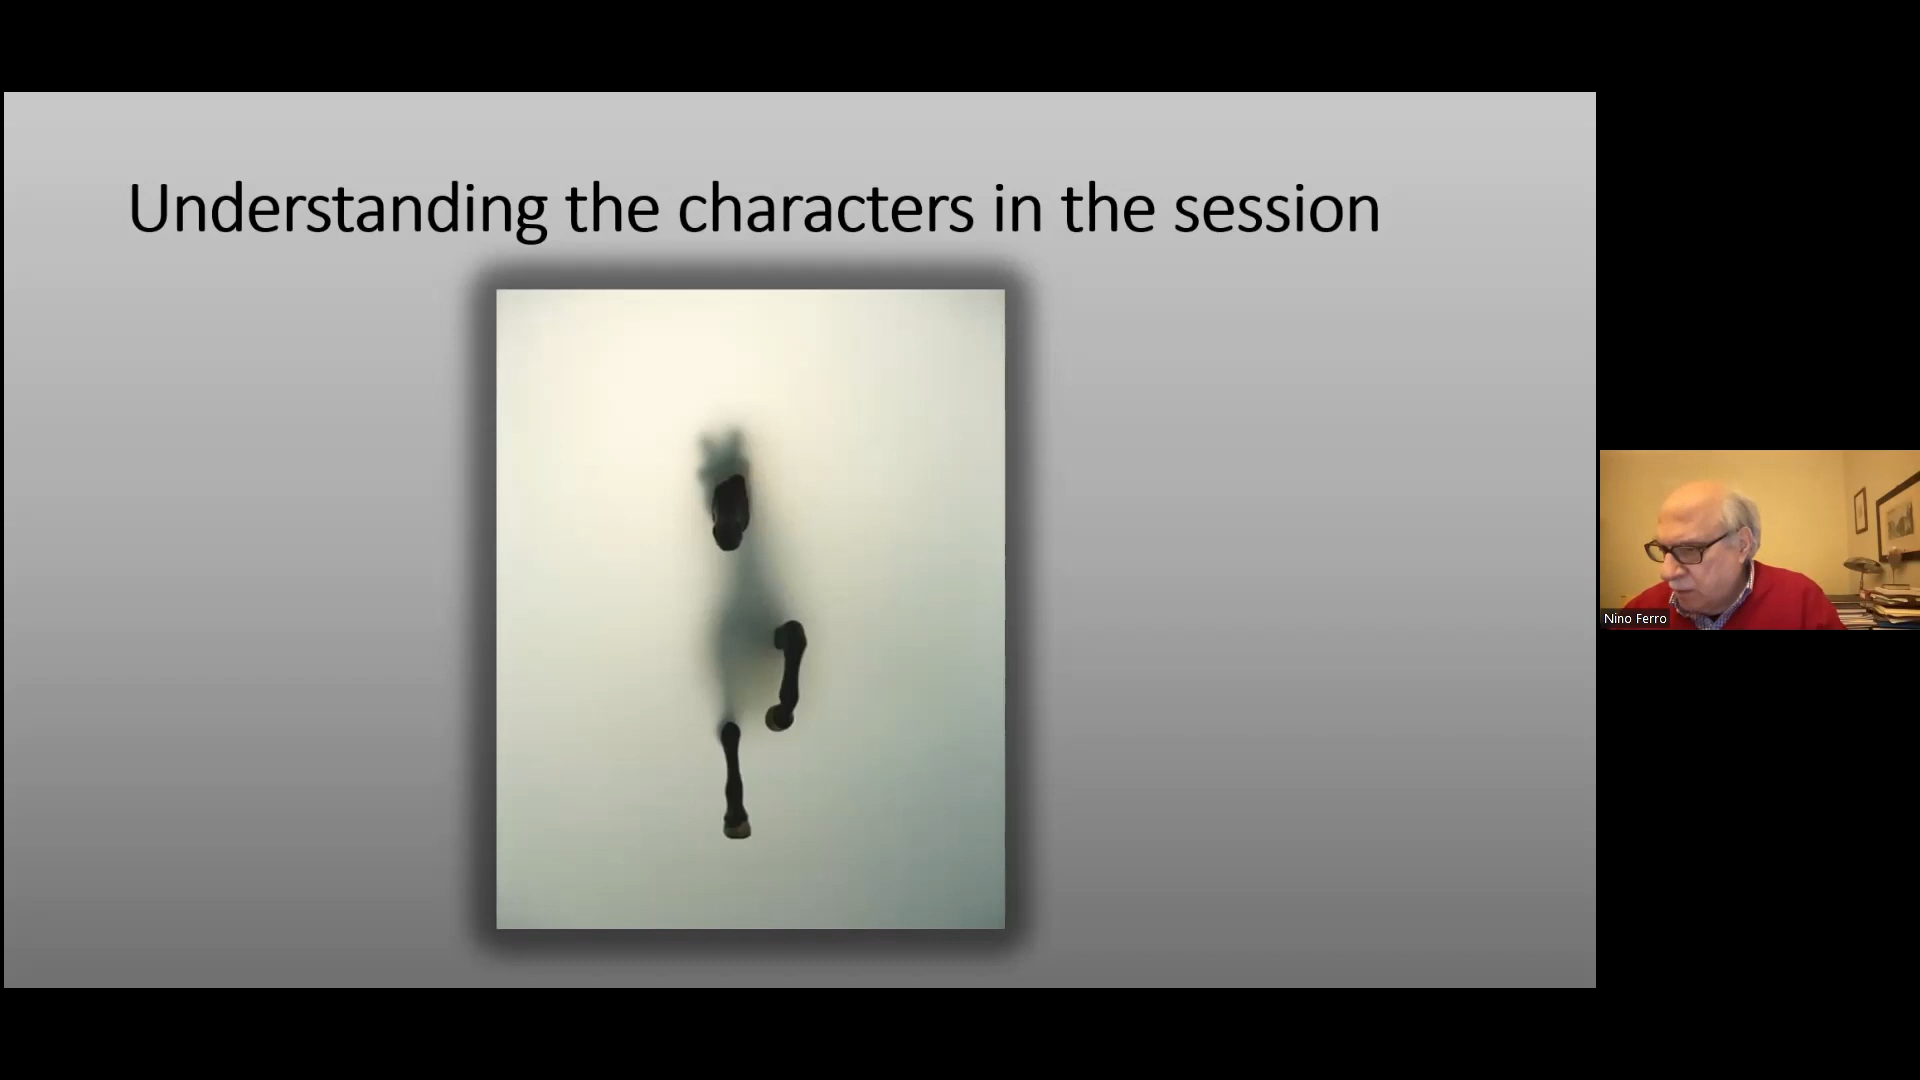 Understanding the characters in the session
Nino Ferro